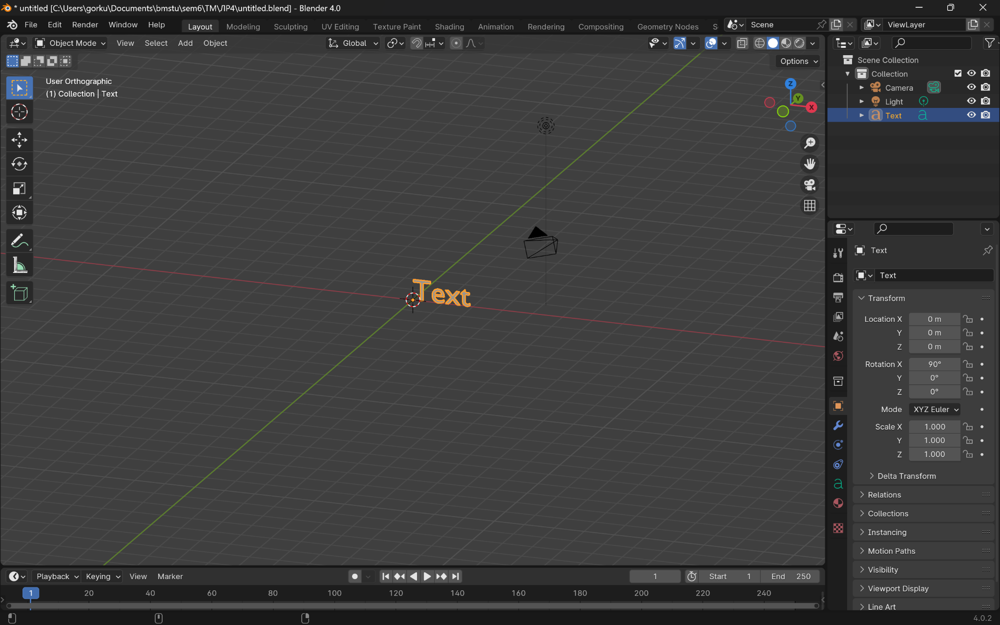 * untitled [C:\Users\gorku\Documents\bmstu\sem6\TM\ЛР4\untitled.blend] - Blender 4.0
File Edit Render Window Help Layout Modeling Sculpting UV Editing Texture Paint Shading Animation Rendering Compositing Geometry Nodes S Scene ViewLayer
Object Mode View Select Add Object Global
Options
User Orthographic
(1) Collection | Text
Z
Y
X
Text
Scene Collection
Collection
Camera
Light
Text
Text
Text
Transform
Location X 0 m
Y 0 m
Z 0 m
Rotation X 90°
Y 0°
Z 0°
Mode XYZ Euler
Scale X 1.000
Y 1.000
Z 1.000
Delta Transform
Relations
Collections
Instancing
Motion Paths
Visibility
Viewport Display
Line Art
Playback Keying View Marker 1 Start 1 End 250
1 20 40 60 80 100 120 140 160 180 200 220 240
4.0.2